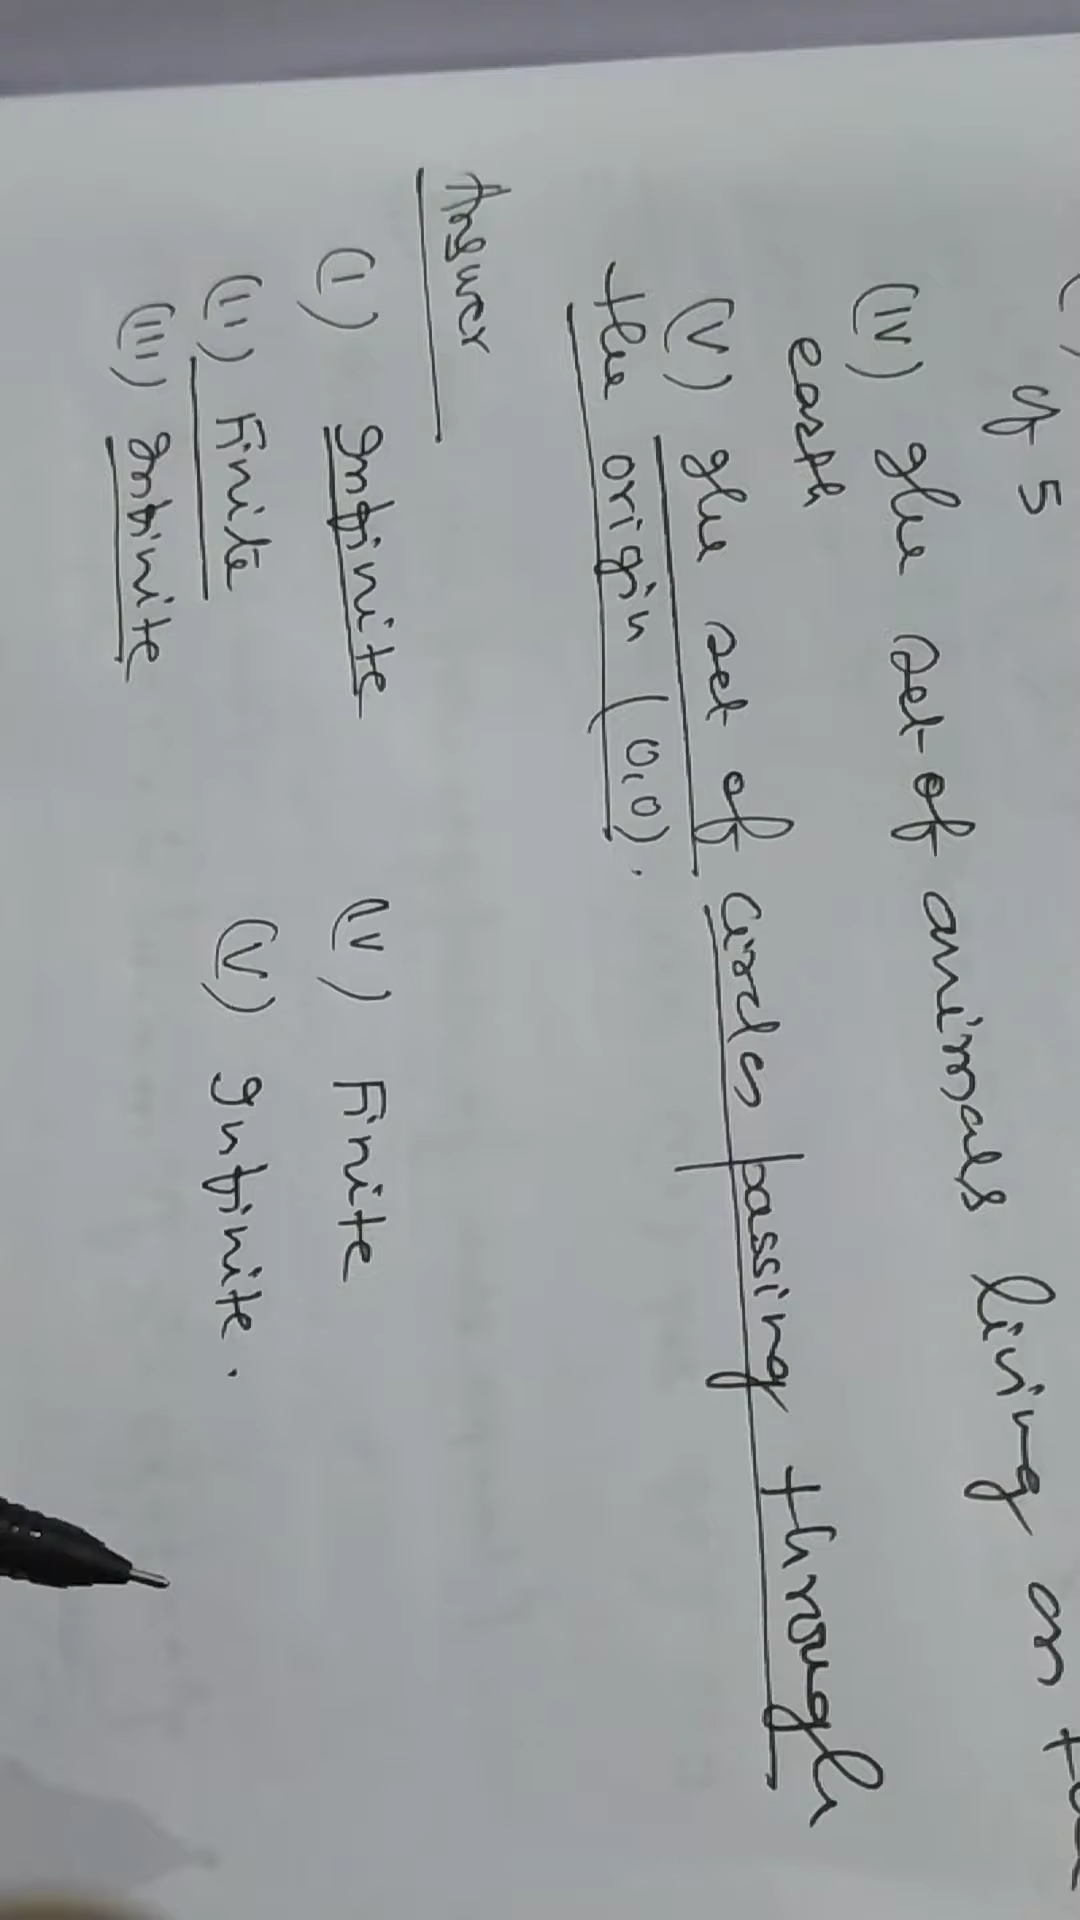 of 5
(IV) The set of animals living on the
earth
(V) The set of circles passing through
the origin (0,0).
Answer
(I) Infinite
(II) Finite
(III) Infinite
(IV) Finite
(V) Infinite.